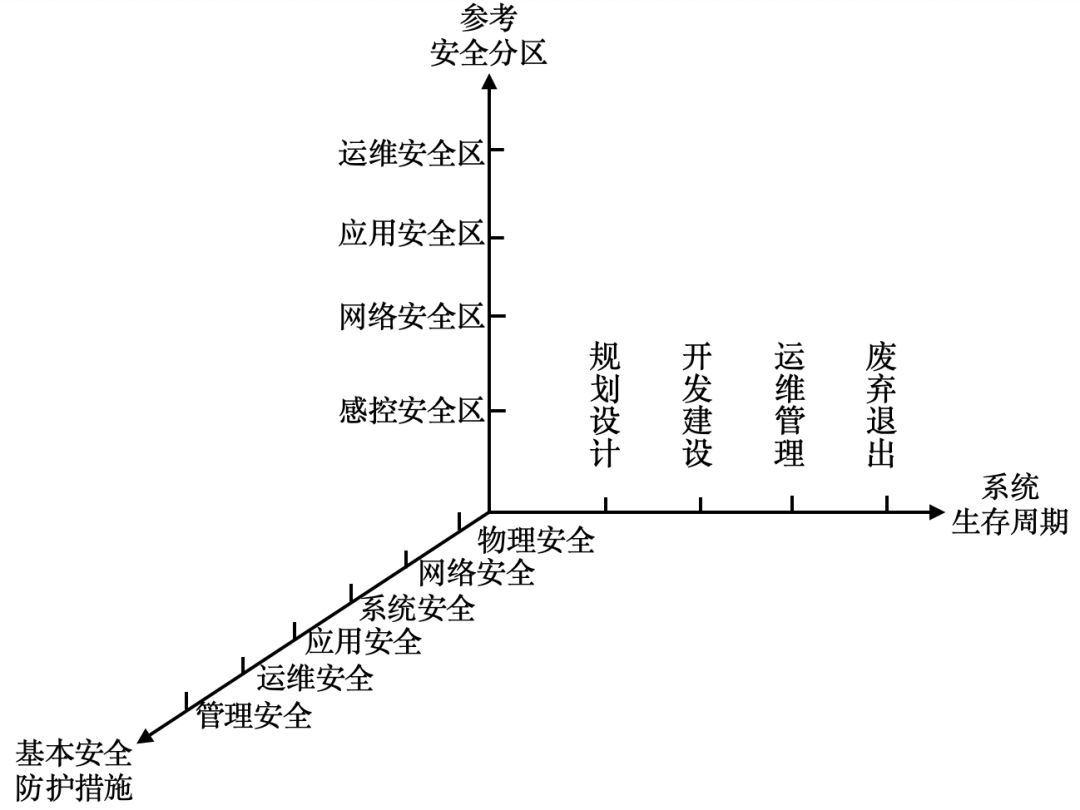 参考
安全分区
运维安全区
应用安全区
网络安全区
感控安全区
规划设计
开发建设
运维管理
废弃退出
系统
生存周期
物理安全
网络安全
系统安全
应用安全
运维安全
管理安全
基本安全
防护措施